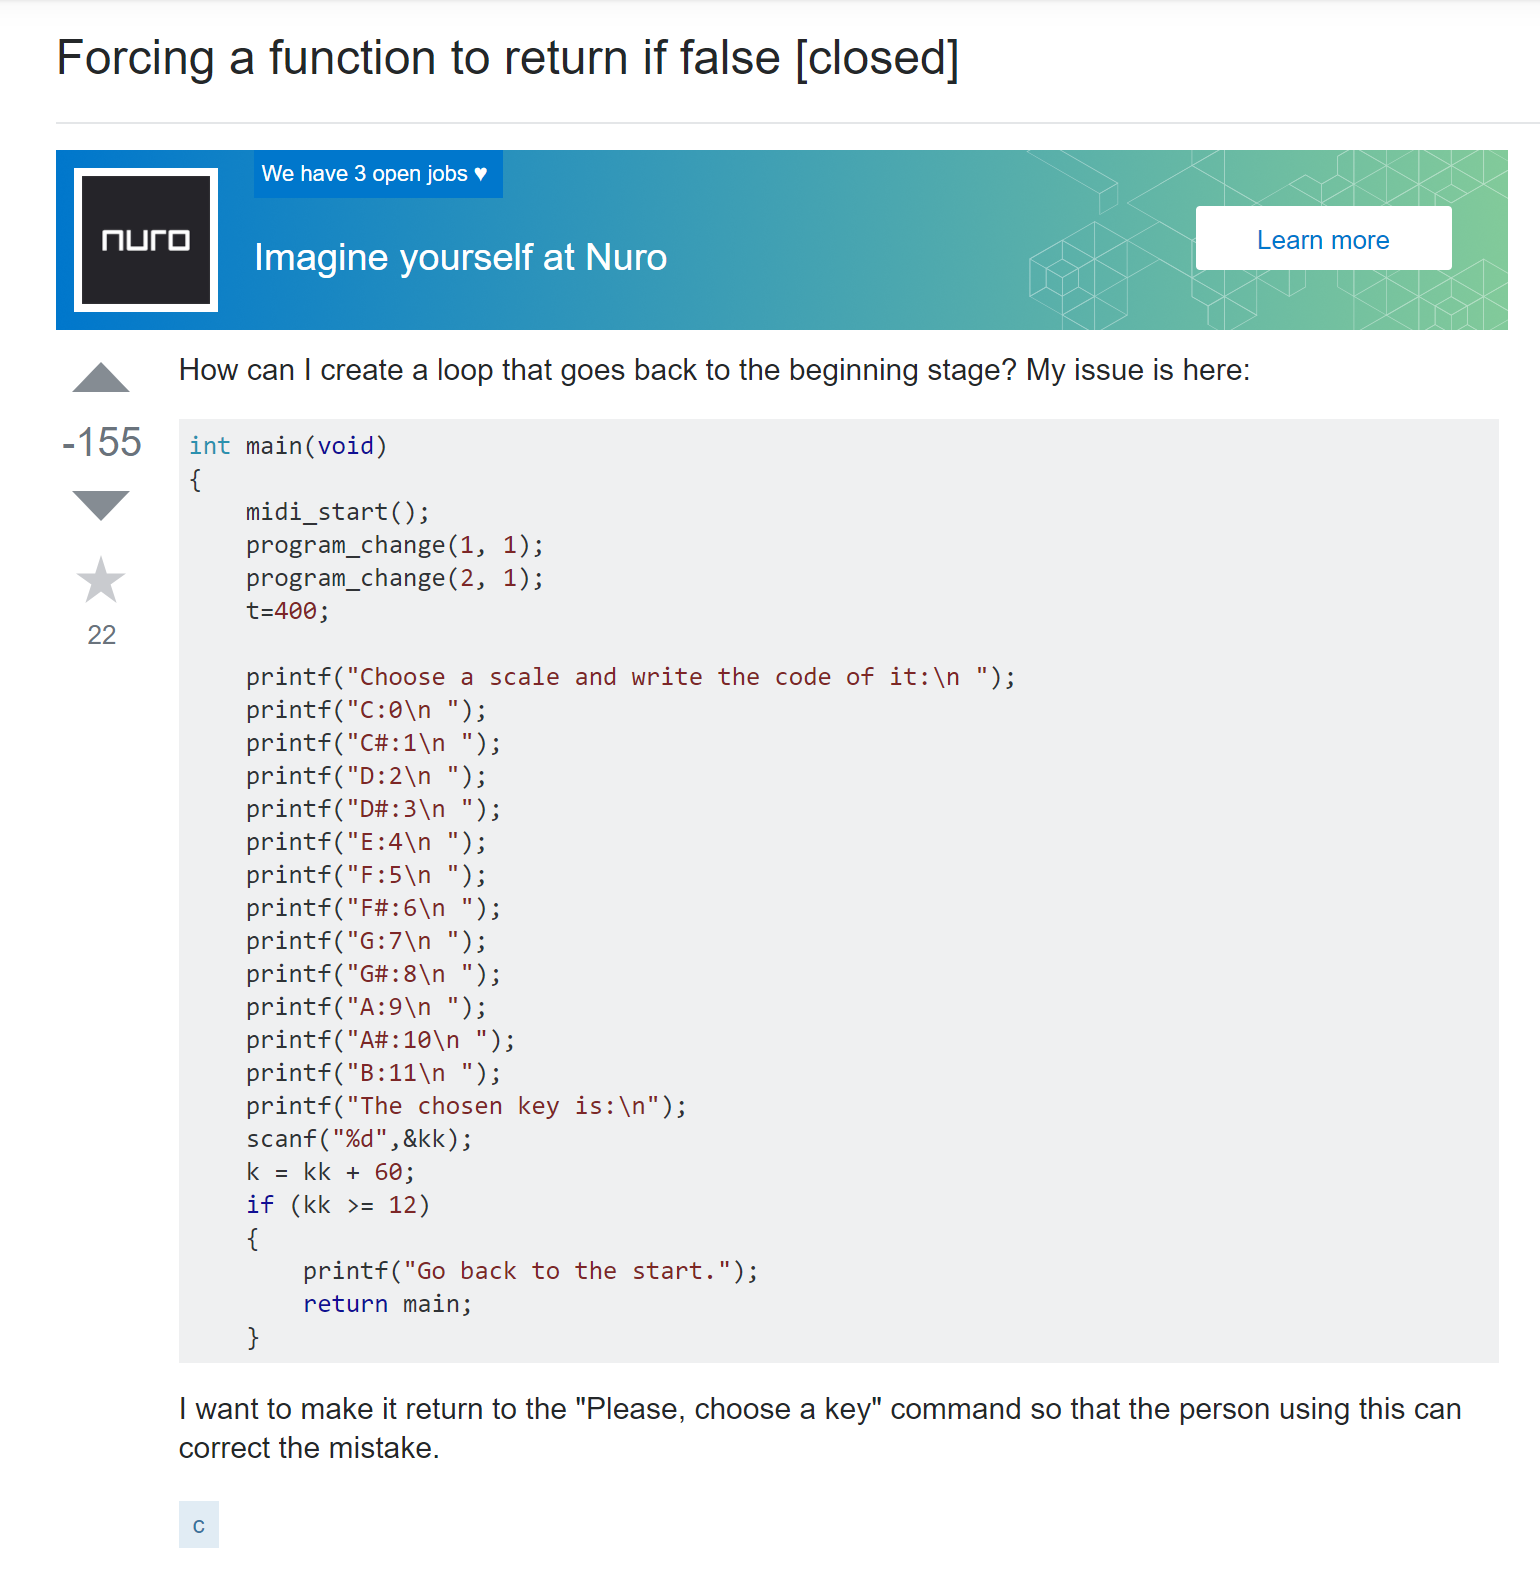 Forcing a function to return if false [closed]
We have 3 open jobs ♥
nuro
Imagine yourself at Nuro
Learn more
How can I create a loop that goes back to the beginning stage? My issue is here:
-155
22
int main(void)
{
    midi_start();
    program_change(1, 1);
    program_change(2, 1);
    t=400;

    printf("Choose a scale and write the code of it:\n ");
    printf("C:0\n ");
    printf("C#:1\n ");
    printf("D:2\n ");
    printf("D#:3\n ");
    printf("E:4\n ");
    printf("F:5\n ");
    printf("F#:6\n ");
    printf("G:7\n ");
    printf("G#:8\n ");
    printf("A:9\n ");
    printf("A#:10\n ");
    printf("B:11\n ");
    printf("The chosen key is:\n");
    scanf("%d",&kk);
    k = kk + 60;
    if (kk >= 12)
    {
        printf("Go back to the start.");
        return main;
    }
I want to make it return to the "Please, choose a key" command so that the person using this can
correct the mistake.
c